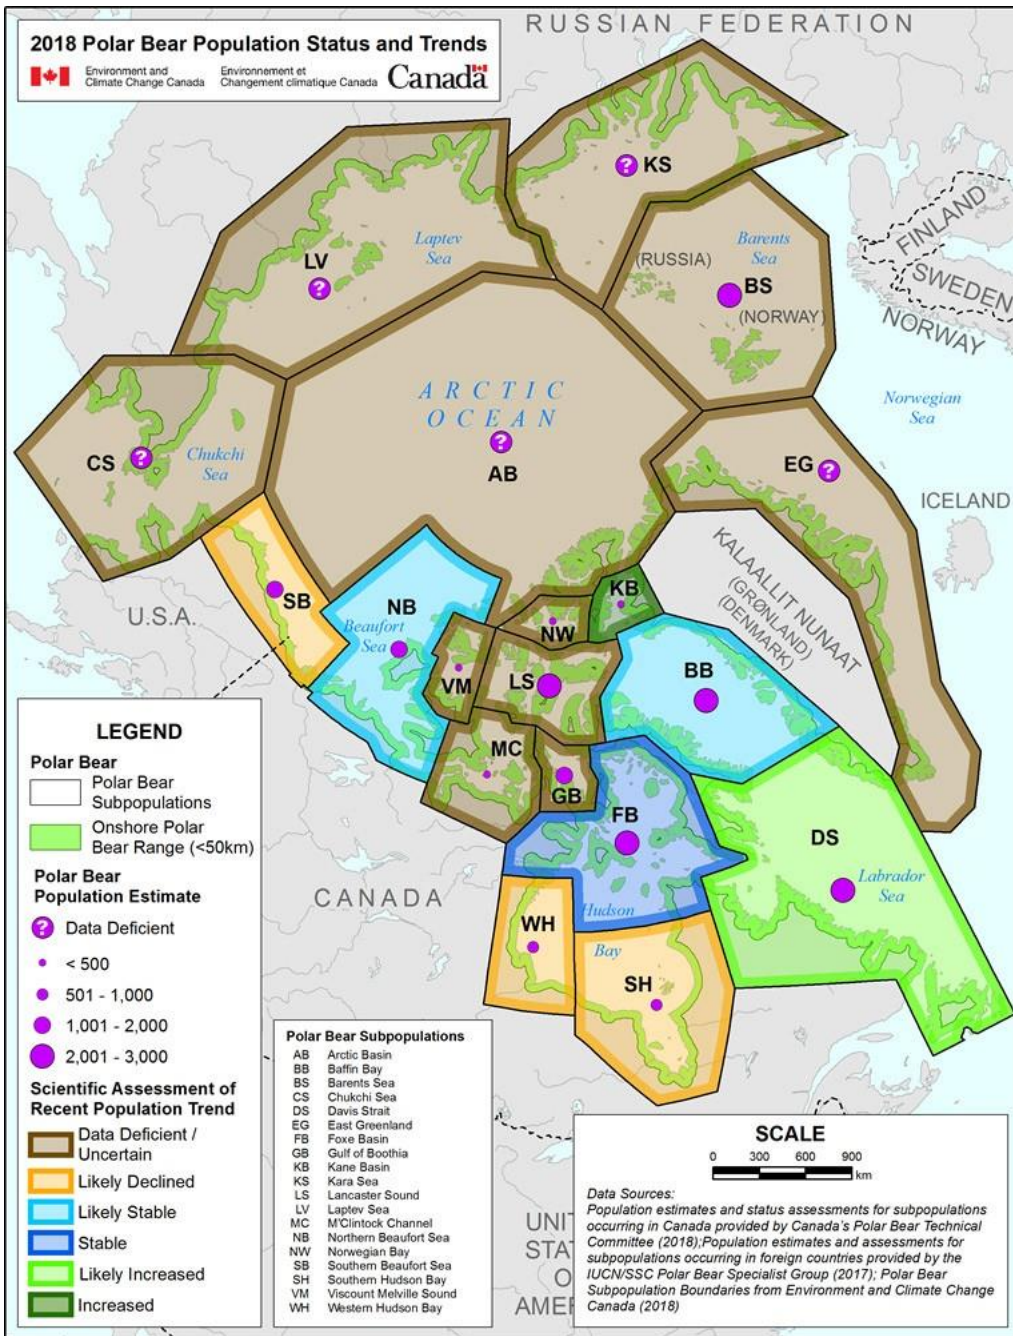 RUSSIAN FEDERATION
2018 Polar Bear Population Status and Trends
Environment and
Climate Change Canada
Environnement et
Changement climatique Canada
Canada
KS
Laptev
Sea
LV
(RUSSIA)
Barents
Sea
BS
(NORWAY)
FINLAND
SWEDEN
NORWAY
ARCTIC
OCEAN
AB
Norwegian
Sea
CS
Chukchi
Sea
EG
ICELAND
KALAALLIT NUNAAT
(GRØNLAND)
(DENMARK)
U.S.A.
SB
NB
Beaufort
Sea
KB
NW
VM
LS
BB
MC
GB
FB
DS
Labrador
Sea
CANADA
Hudson
Bay
WH
SH
LEGEND
Polar Bear
Polar Bear
Subpopulations
Onshore Polar
Bear Range (<50km)
Polar Bear
Population Estimate
? Data Deficient
< 500
501 - 1,000
1,001 - 2,000
2,001 - 3,000
Scientific Assessment of
Recent Population Trend
Data Deficient /
Uncertain
Likely Declined
Likely Stable
Stable
Likely Increased
Increased
Polar Bear Subpopulations
AB Arctic Basin
BB Baffin Bay
BS Barents Sea
CS Chukchi Sea
DS Davis Strait
EG East Greenland
FB Foxe Basin
GB Gulf of Boothia
KB Kane Basin
KS Kara Sea
LS Lancaster Sound
LV Laptev Sea
MC M'Clintock Channel
NB Northern Beaufort Sea
NW Norwegian Bay
SB Southern Beaufort Sea
SH Southern Hudson Bay
VM Viscount Melville Sound
WH Western Hudson Bay
UNIT
STAT
O
AMER
SCALE
0 300 600 900
km
Data Sources:
Population estimates and status assessments for subpopulations
occurring in Canada provided by Canada's Polar Bear Technical
Committee (2018);Population estimates and assessments for
subpopulations occurring in foreign countries provided by the
IUCN/SSC Polar Bear Specialist Group (2017); Polar Bear
Subpopulation Boundaries from Environment and Climate Change
Canada (2018)